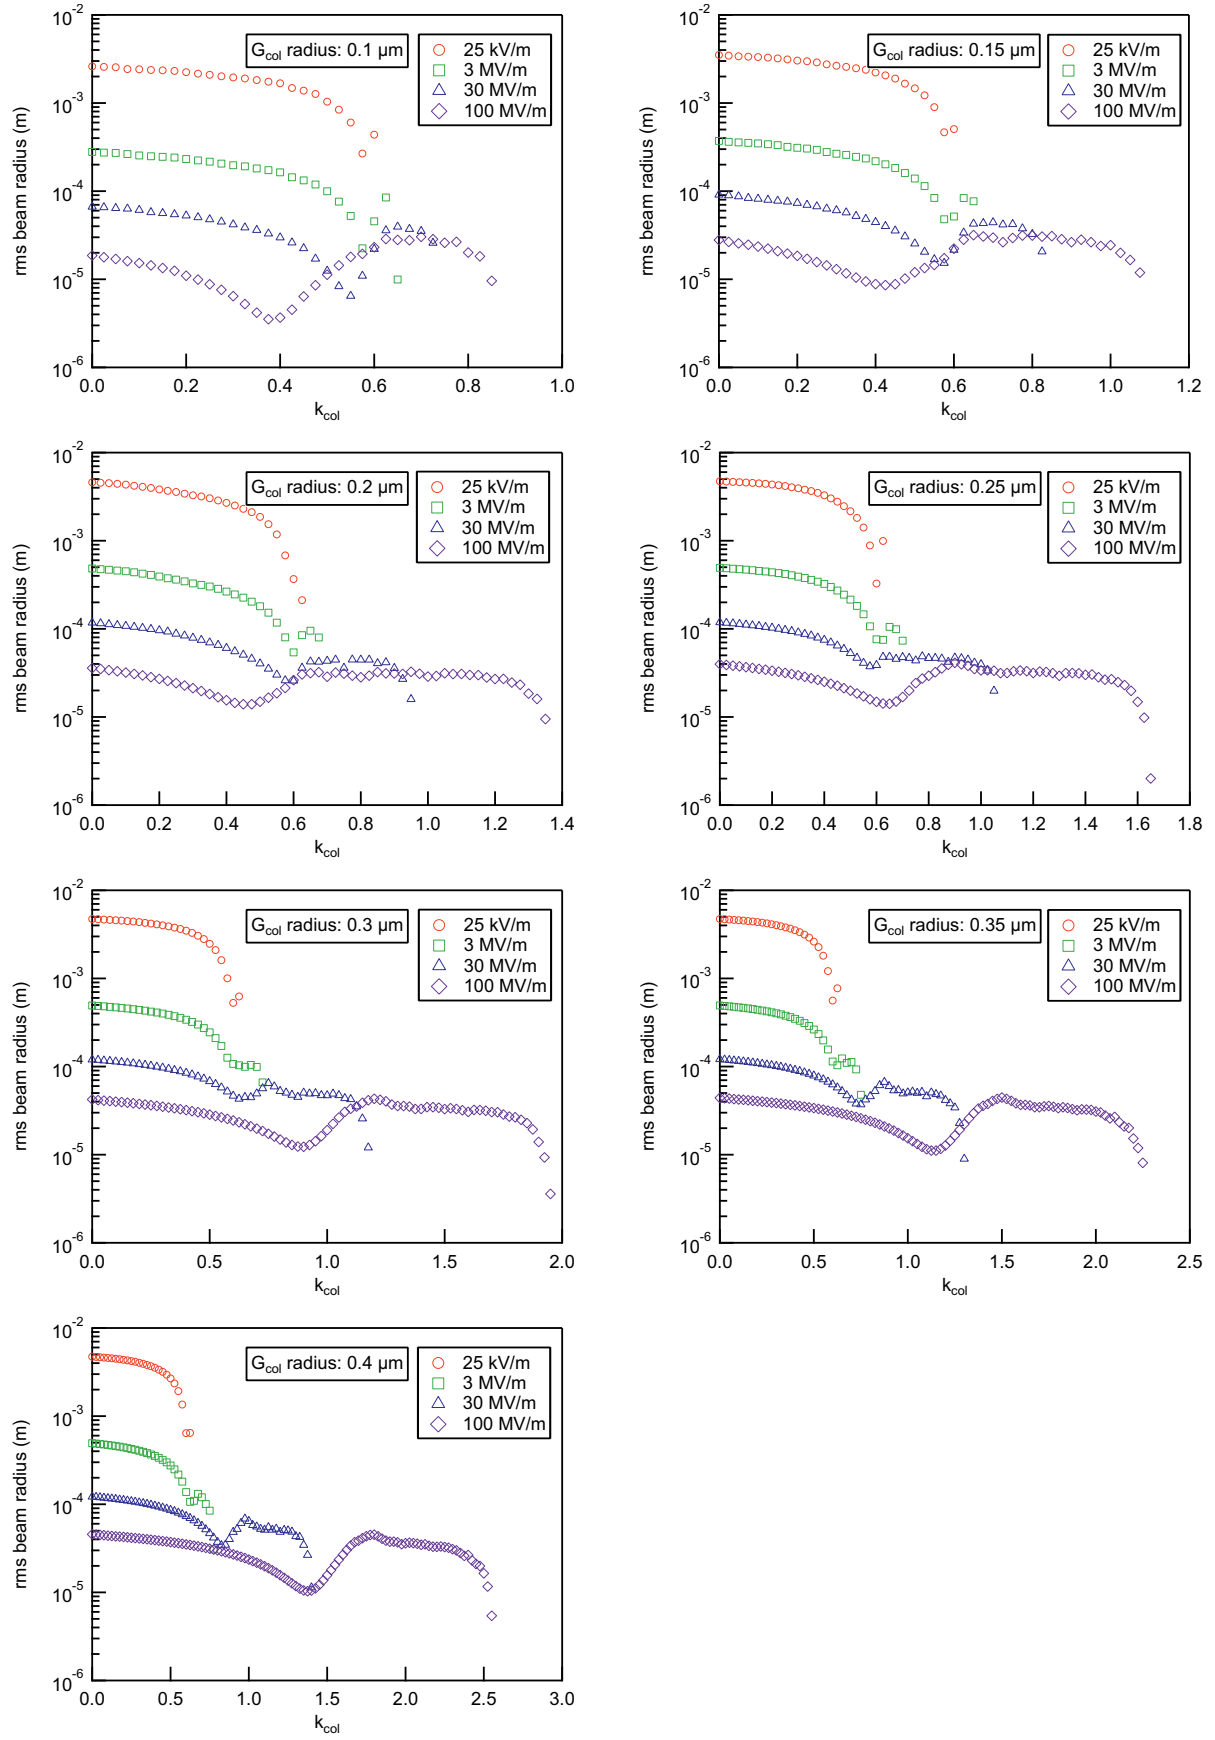 10^-2
10^-3
10^-4
10^-5
10^-6
rms beam radius (m)
G_col radius: 0.1 µm
25 kV/m
3 MV/m
30 MV/m
100 MV/m
0.0 0.2 0.4 0.6 0.8 1.0
k_col
10^-2
10^-3
10^-4
10^-5
10^-6
rms beam radius (m)
G_col radius: 0.15 µm
25 kV/m
3 MV/m
30 MV/m
100 MV/m
0.0 0.2 0.4 0.6 0.8 1.0 1.2
k_col
10^-2
10^-3
10^-4
10^-5
10^-6
rms beam radius (m)
G_col radius: 0.2 µm
25 kV/m
3 MV/m
30 MV/m
100 MV/m
0.0 0.2 0.4 0.6 0.8 1.0 1.2 1.4
k_col
10^-2
10^-3
10^-4
10^-5
10^-6
rms beam radius (m)
G_col radius: 0.25 µm
25 kV/m
3 MV/m
30 MV/m
100 MV/m
0.0 0.2 0.4 0.6 0.8 1.0 1.2 1.4 1.6 1.8
k_col
10^-2
10^-3
10^-4
10^-5
10^-6
rms beam radius (m)
G_col radius: 0.3 µm
25 kV/m
3 MV/m
30 MV/m
100 MV/m
0.0 0.5 1.0 1.5 2.0
k_col
10^-2
10^-3
10^-4
10^-5
10^-6
rms beam radius (m)
G_col radius: 0.35 µm
25 kV/m
3 MV/m
30 MV/m
100 MV/m
0.0 0.5 1.0 1.5 2.0 2.5
k_col
10^-2
10^-3
10^-4
10^-5
10^-6
rms beam radius (m)
G_col radius: 0.4 µm
25 kV/m
3 MV/m
30 MV/m
100 MV/m
0.0 0.5 1.0 1.5 2.0 2.5 3.0
k_col